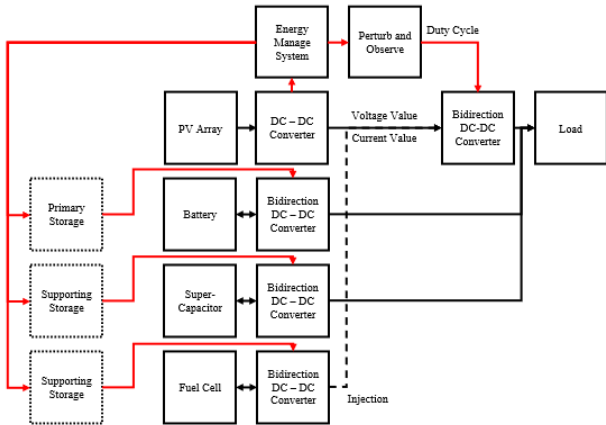 Energy
Manage
System
Perturb and
Observe
Duty Cycle
PV Array
DC – DC
Converter
Voltage Value
Current Value
Bidirection
DC-DC
Converter
Load
Primary
Storage
Battery
Bidirection
DC – DC
Converter
Supporting
Storage
Super-
Capacitor
Bidirection
DC – DC
Converter
Supporting
Storage
Fuel Cell
Bidirection
DC – DC
Converter
Injection